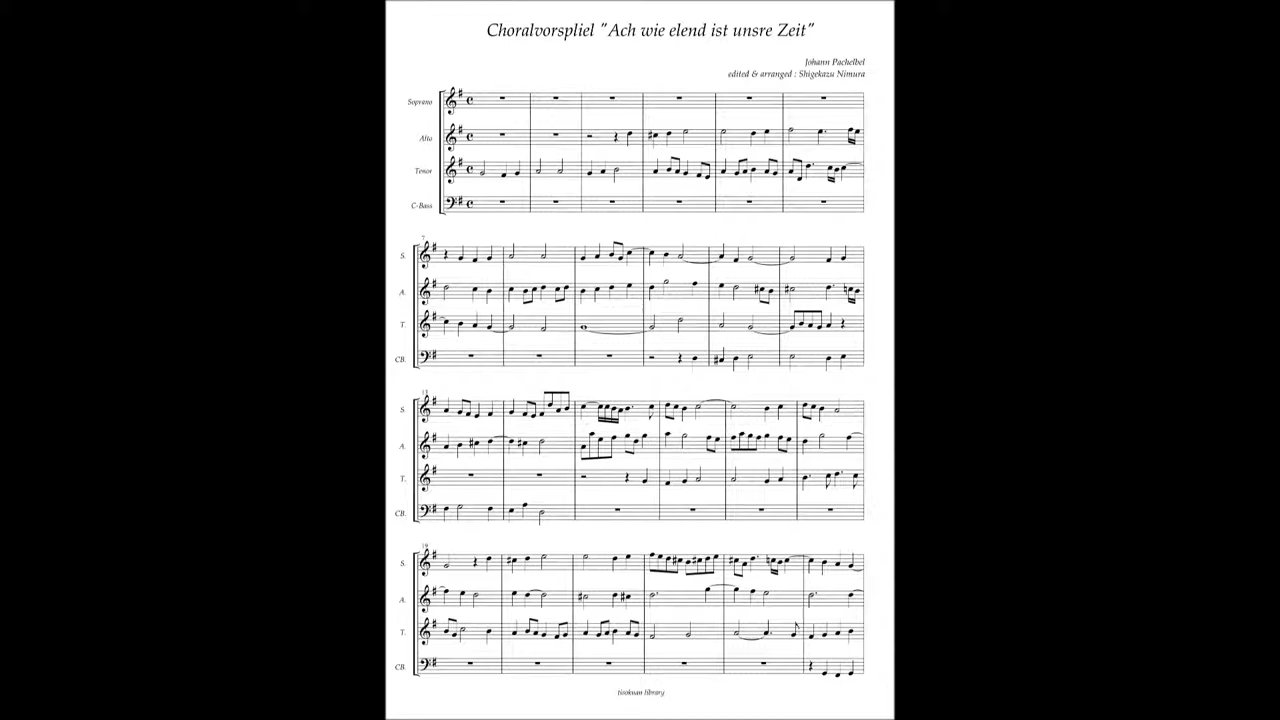 Choralvorspliel "Ach wie elend ist unsre Zeit"
Johann Pachelbel
edited & arranged : Shigekazu Nimura
Soprano
Alto
Tenor
C-Bass
7
S.
A.
T.
CB.
13
S.
A.
T.
CB.
19
S.
A.
T.
CB.
tisokuan library